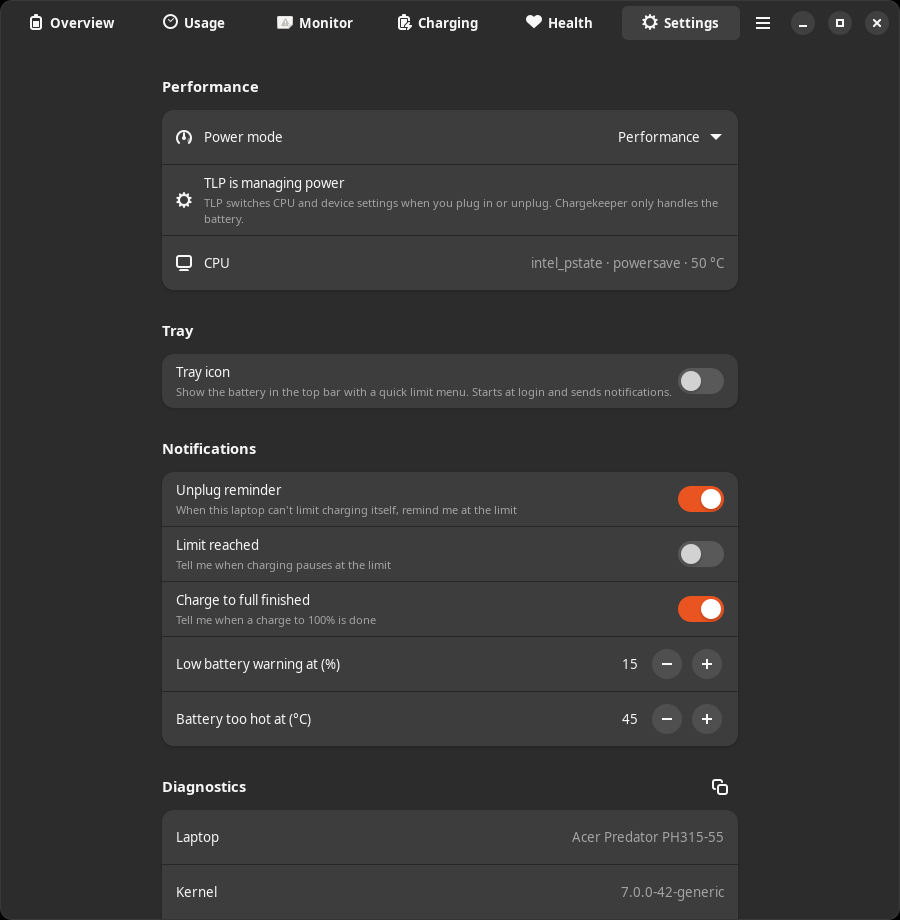 Overview
Usage
Monitor
Charging
Health
Settings
Performance
Power mode
Performance
TLP is managing power
TLP switches CPU and device settings when you plug in or unplug. Chargekeeper only handles the
battery.
CPU
intel_pstate · powersave · 50 °C
Tray
Tray icon
Show the battery in the top bar with a quick limit menu. Starts at login and sends notifications.
Notifications
Unplug reminder
When this laptop can't limit charging itself, remind me at the limit
Limit reached
Tell me when charging pauses at the limit
Charge to full finished
Tell me when a charge to 100% is done
Low battery warning at (%)
15
Battery too hot at (°C)
45
Diagnostics
Laptop
Acer Predator PH315-55
Kernel
7.0.0-42-generic